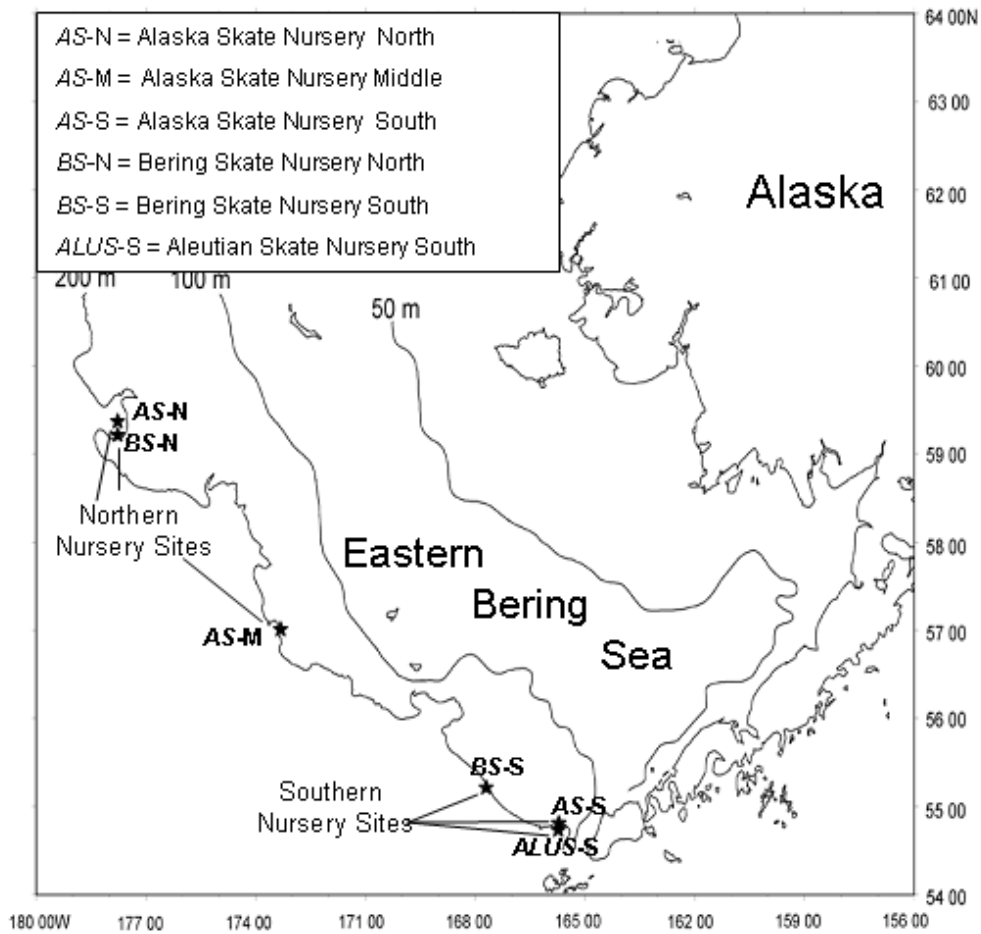 AS-N = Alaska Skate Nursery North
AS-M = Alaska Skate Nursery Middle
AS-S = Alaska Skate Nursery South
BS-N = Bering Skate Nursery North
BS-S = Bering Skate Nursery South
ALUS-S = Aleutian Skate Nursery South
64 00N
63 00
62 00
61 00
60 00
59 00
58 00
57 00
56 00
55 00
54 00
Alaska
200 m
100 m
50 m
AS-N
BS-N
Northern
Nursery Sites
Eastern
Bering
Sea
AS-M
BS-S
Southern
Nursery Sites
AS-S
ALUS-S
180 00W
177 00
174 00
171 00
168 00
165 00
162 00
159 00
156 00